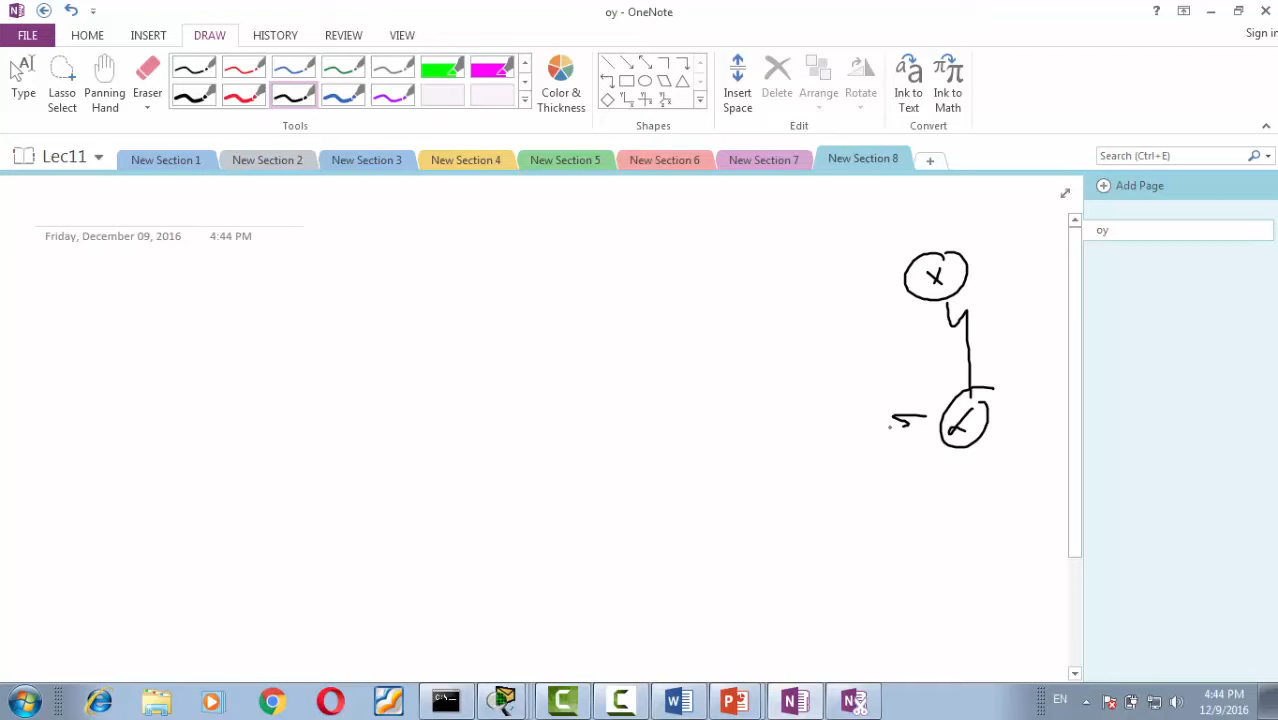 oy - OneNote
?
Sign in
FILE HOME INSERT DRAW HISTORY REVIEW VIEW
Type Lasso Select Panning Hand Eraser Color & Thickness Insert Space Delete Arrange Rotate Ink to Text Ink to Math
Tools Shapes Edit Convert
Lec11 New Section 1 New Section 2 New Section 3 New Section 4 New Section 5 New Section 6 New Section 7 New Section 8 Search (Ctrl+E)
Add Page
oy
Friday, December 09, 2016 4:44 PM
x
EN 4:44 PM
12/9/2016